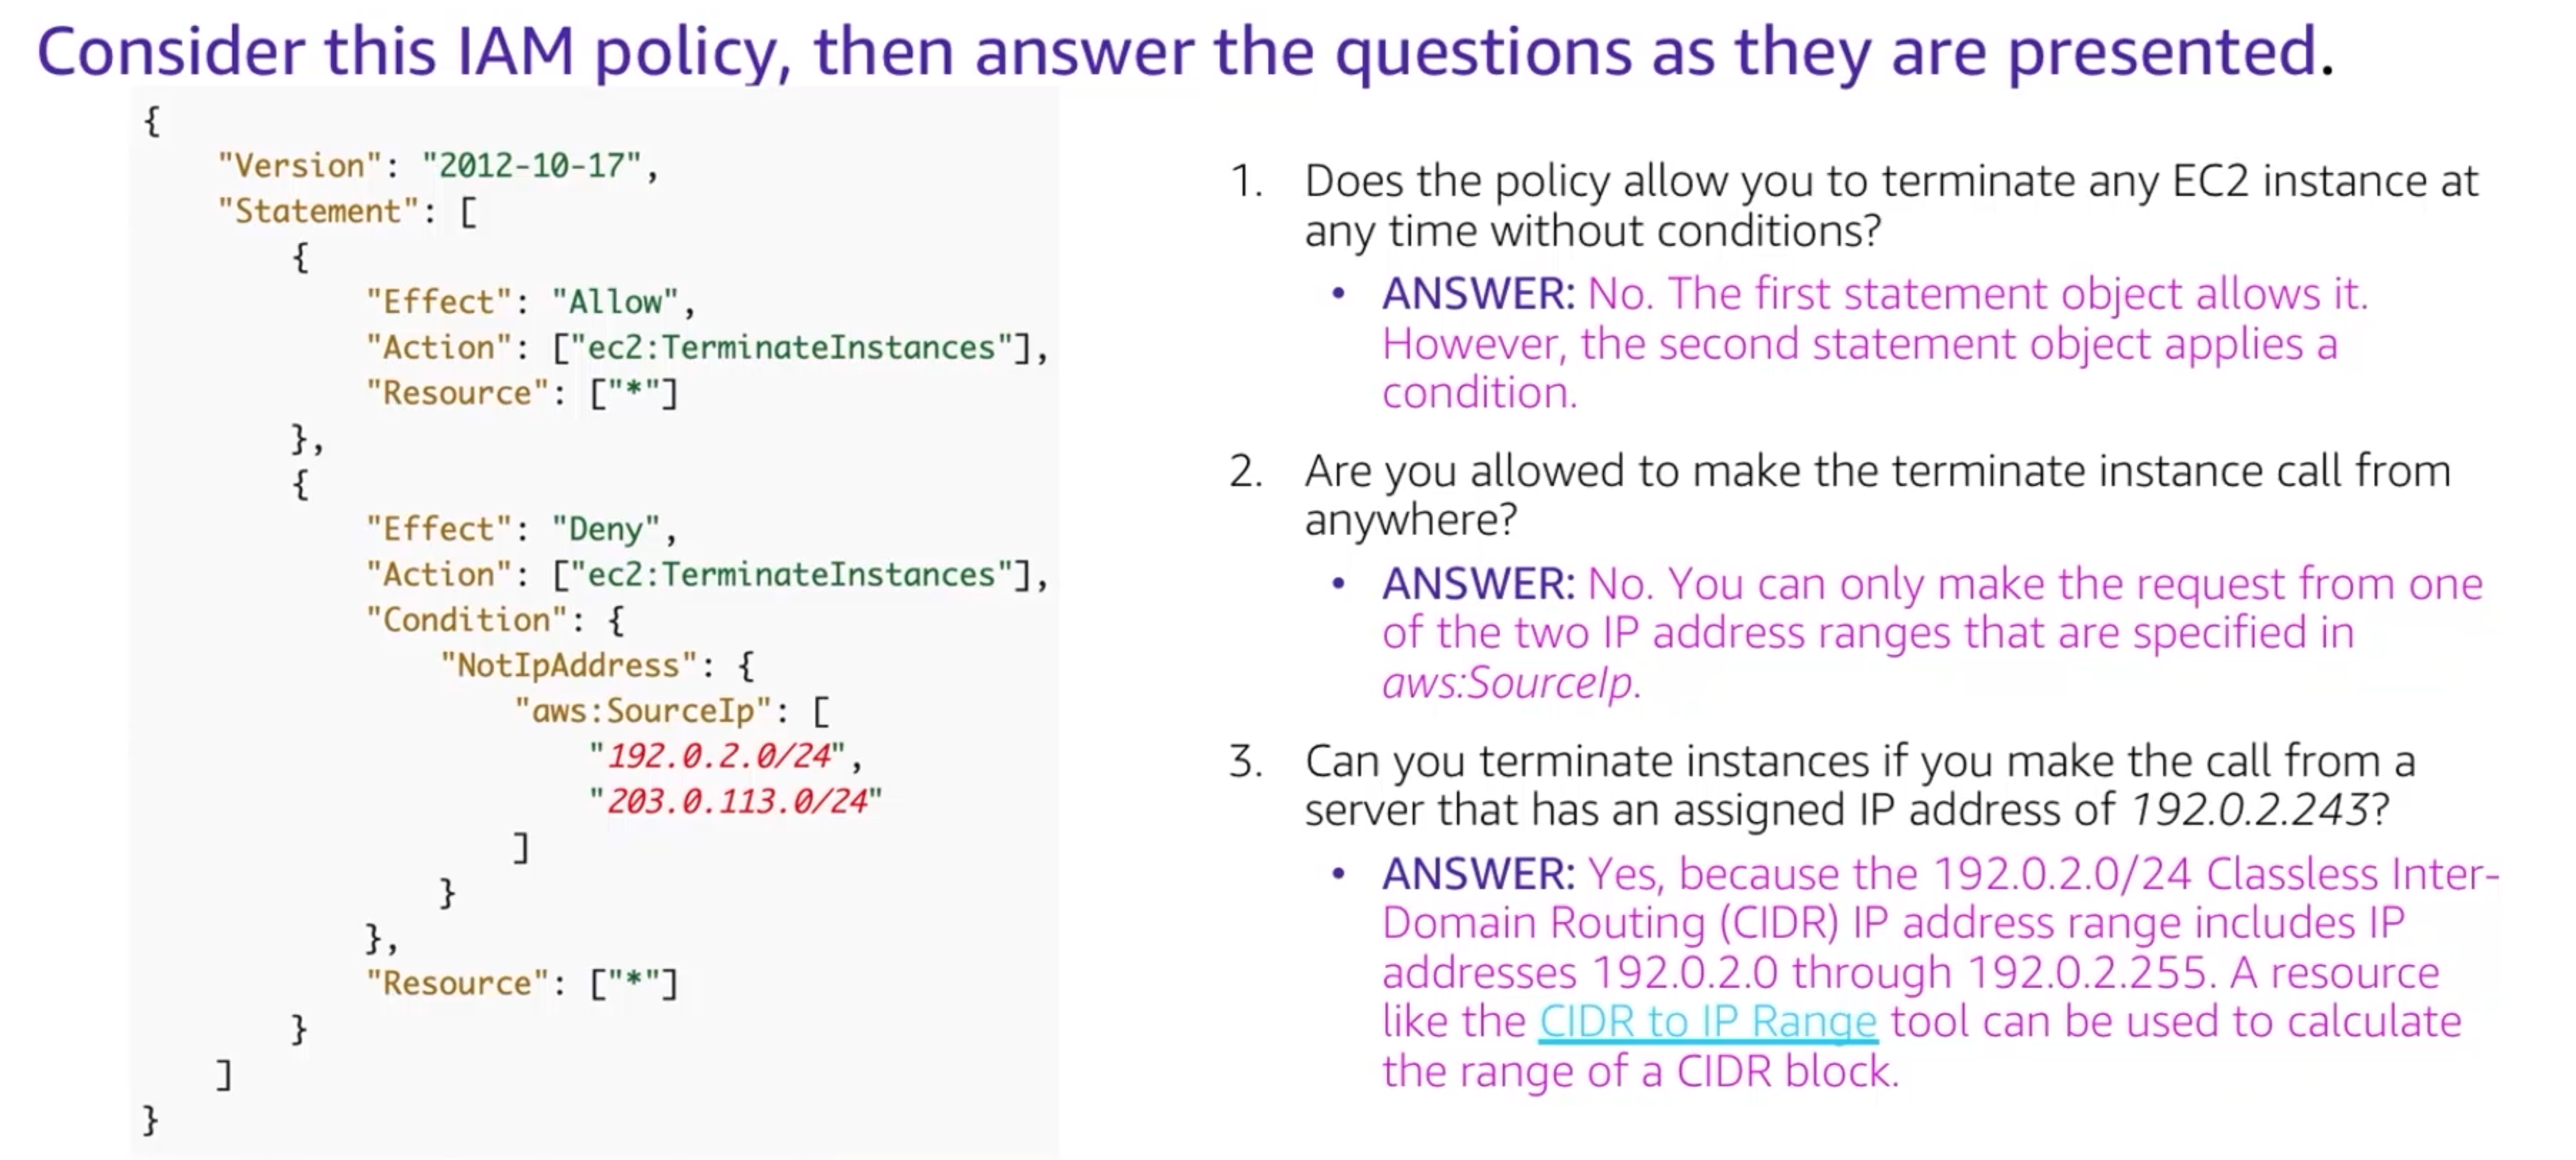 Consider this IAM policy, then answer the questions as they are presented.
{
"Version": "2012-10-17",
"Statement": [
{
"Effect": "Allow",
"Action": ["ec2:TerminateInstances"],
"Resource": ["*"]
},
{
"Effect": "Deny",
"Action": ["ec2:TerminateInstances"],
"Condition": {
"NotIpAddress": {
"aws:SourceIp": [
"192.0.2.0/24",
"203.0.113.0/24"
]
}
},
"Resource": ["*"]
}
]
}
1. Does the policy allow you to terminate any EC2 instance at
any time without conditions?
• ANSWER: No. The first statement object allows it.
However, the second statement object applies a
condition.
2. Are you allowed to make the terminate instance call from
anywhere?
• ANSWER: No. You can only make the request from one
of the two IP address ranges that are specified in
aws:SourceIp.
3. Can you terminate instances if you make the call from a
server that has an assigned IP address of 192.0.2.243?
• ANSWER: Yes, because the 192.0.2.0/24 Classless Inter-
Domain Routing (CIDR) IP address range includes IP
addresses 192.0.2.0 through 192.0.2.255. A resource
like the CIDR to IP Range tool can be used to calculate
the range of a CIDR block.